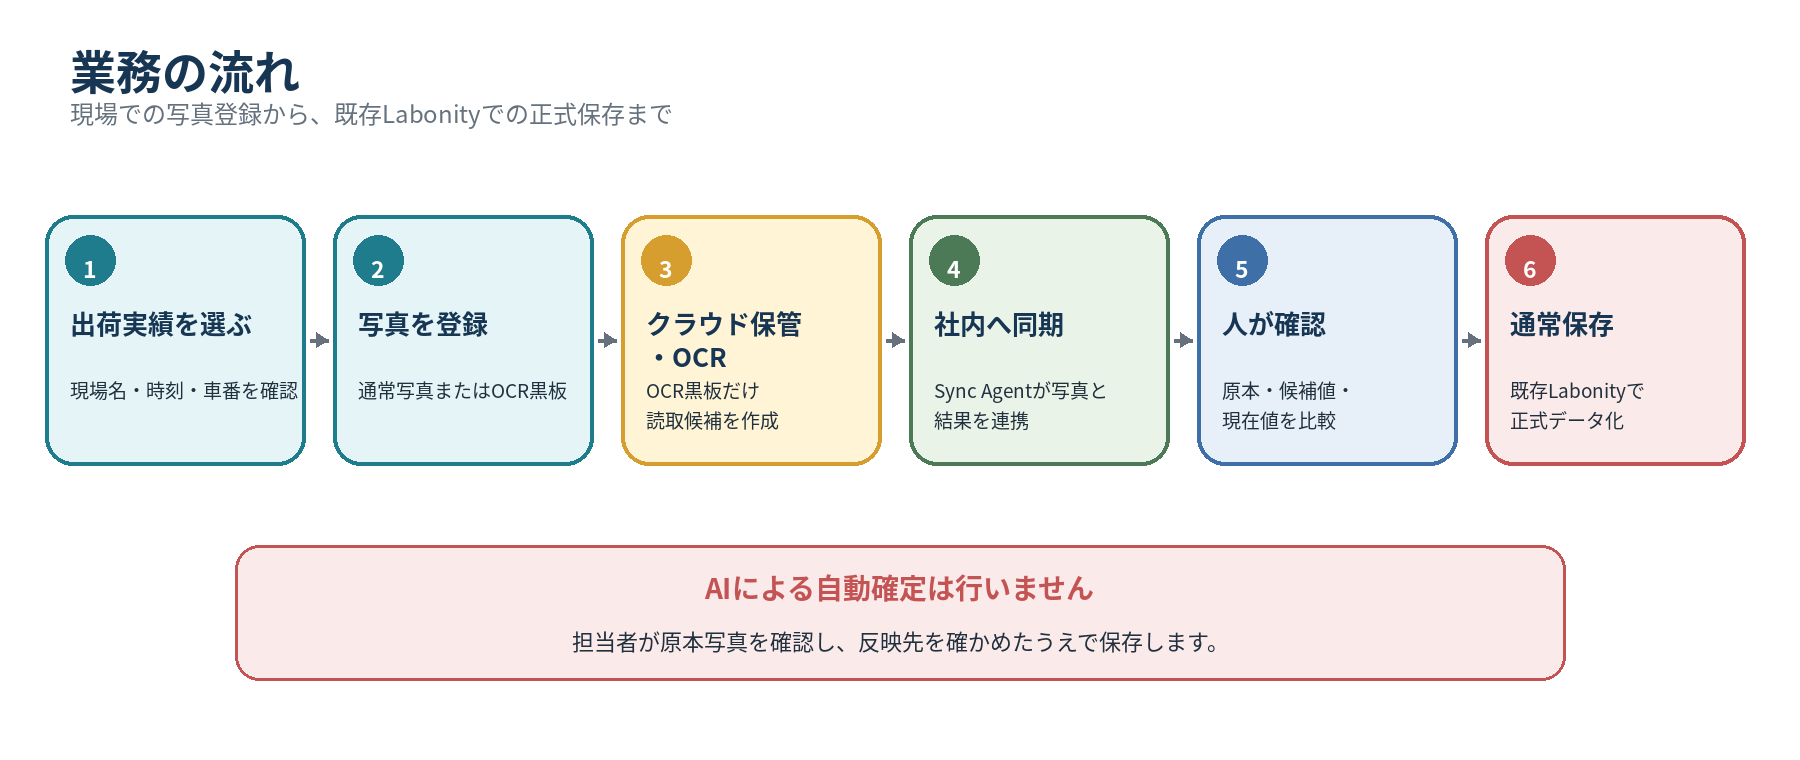 業務の流れ
現場での写真登録から、既存Labonityでの正式保存まで
1
出荷実績を選ぶ
現場名・時刻・車番を確認
2
写真を登録
通常写真またはOCR黒板
3
クラウド保管
・OCR
OCR黒板だけ
読取候補を作成
4
社内へ同期
Sync Agentが写真と
結果を連携
5
人が確認
原本・候補値・
現在値を比較
6
通常保存
既存Labonityで
正式データ化
AIによる自動確定は行いません
担当者が原本写真を確認し、反映先を確かめたうえで保存します。